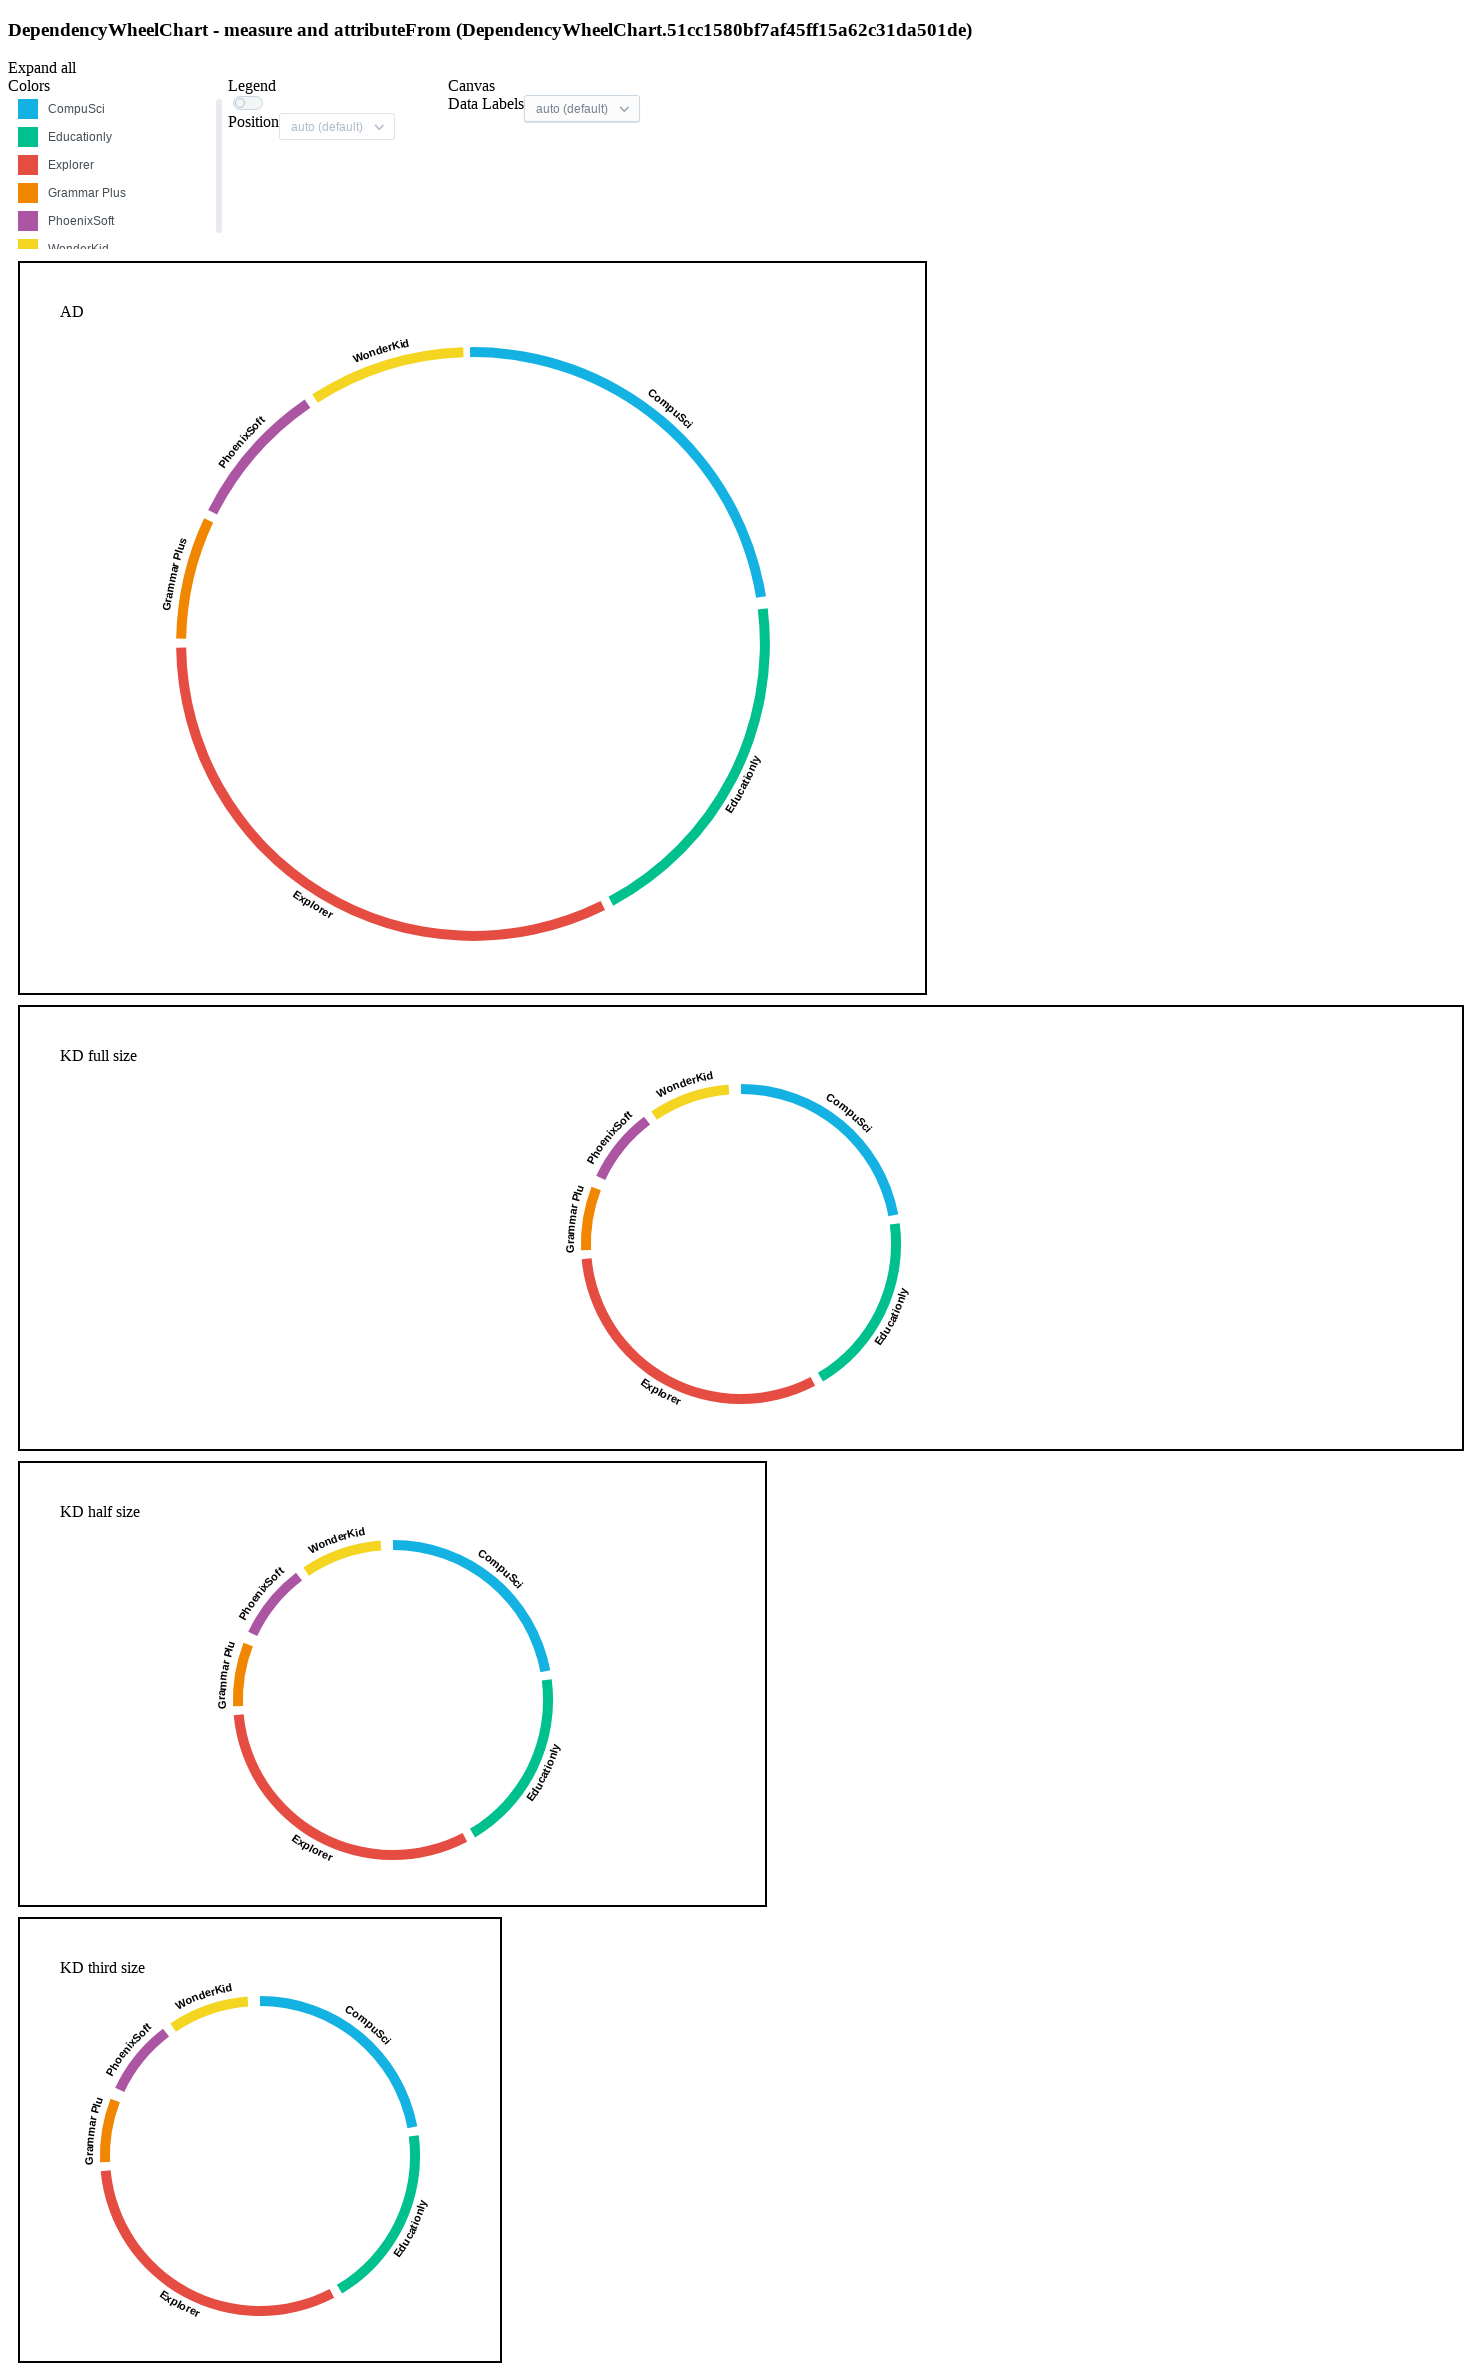 DependencyWheelChart - measure and attributeFrom (DependencyWheelChart.51cc1580bf7af45ff15a62c31da501de)
Expand all
Colors
CompuSci
Educationly
Explorer
Grammar Plus
PhoenixSoft
WonderKid
Legend
Position auto (default)
Canvas
Data Labels auto (default)
AD
WonderKid
CompuSci
PhoenixSoft
Grammar Plus
Educationly
Explorer
KD full size
WonderKid
CompuSci
PhoenixSoft
Grammar Plu
Educationly
Explorer
KD half size
WonderKid
CompuSci
PhoenixSoft
Grammar Plu
Educationly
Explorer
KD third size
WonderKid
CompuSci
PhoenixSoft
Grammar Plu
Educationly
Explorer